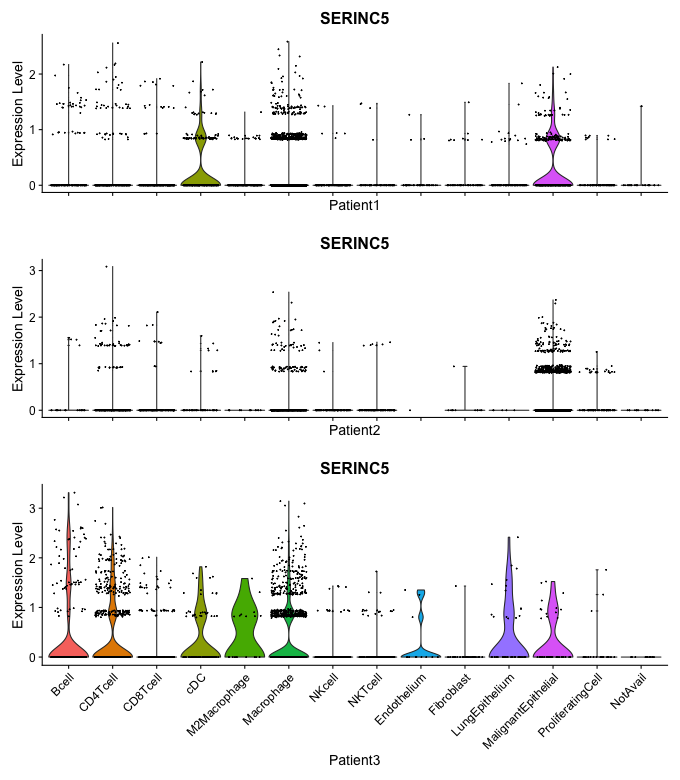 SERINC5
Expression Level
2
1
0
Patient1
SERINC5
Expression Level
3
2
1
0
Patient2
SERINC5
Expression Level
3
2
1
0
Bcell
CD4Tcell
CD8Tcell
cDC
M2Macrophage
Macrophage
NKcell
NKTcell
Endothelium
Fibroblast
LungEpithelium
MalignantEpithelial
ProliferatingCell
NotAvail
Patient3